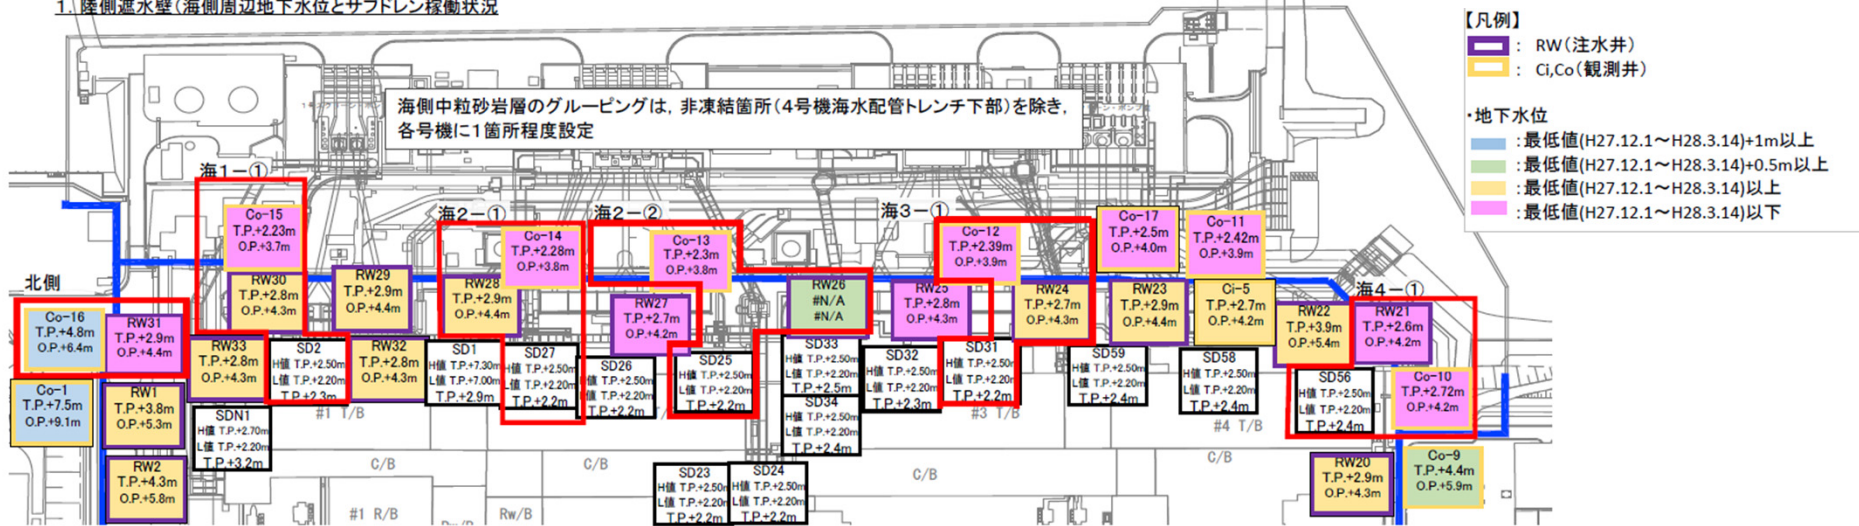 1. 陸側遮水壁(海側周辺地下水位とサブドレン稼働状況
【凡例】
: RW(注水井)
: Ci,Co(観測井)
・地下水位
:最低値(H27.12.1～H28.3.14)+1m以上
:最低値(H27.12.1～H28.3.14)+0.5m以上
:最低値(H27.12.1～H28.3.14)以上
:最低値(H27.12.1～H28.3.14)以下
海側中粒砂岩層のグルーピングは, 非凍結箇所(4号機海水配管トレンチ下部)を除き,
各号機に1箇所程度設定
海1-①
海2-①
海2-②
海3-①
海4-①
北側
Co-15
T.P.+2.23m
O.P.+3.7m
Co-14
T.P.+2.28m
O.P.+3.8m
Co-13
T.P.+2.3m
O.P.+3.8m
Co-12
T.P.+2.39m
O.P.+3.9m
Co-17
T.P.+2.5m
O.P.+4.0m
Co-11
T.P.+2.42m
O.P.+3.9m
RW30
T.P.+2.8m
O.P.+4.3m
RW29
T.P.+2.9m
O.P.+4.4m
RW28
T.P.+2.9m
O.P.+4.4m
RW27
T.P.+2.7m
O.P.+4.2m
RW26
#N/A
#N/A
RW25
T.P.+2.8m
O.P.+4.3m
RW24
T.P.+2.7m
O.P.+4.3m
RW23
T.P.+2.9m
O.P.+4.4m
Ci-5
T.P.+2.7m
O.P.+4.2m
RW22
T.P.+3.9m
O.P.+5.4m
RW21
T.P.+2.6m
O.P.+4.2m
Co-16
T.P.+4.8m
O.P.+6.4m
RW31
T.P.+2.9m
O.P.+4.4m
RW33
T.P.+2.8m
O.P.+4.3m
SD2
H値 T.P.+2.50m
L値 T.P.+2.20m
T.P.+2.3m
RW32
T.P.+2.8m
O.P.+4.3m
SD1
H値 T.P.+7.30m
L値 T.P.+7.00m
T.P.+2.9m
SD27
H値 T.P.+2.50m
L値 T.P.+2.20m
T.P.+2.2m
SD26
H値 T.P.+2.50m
L値 T.P.+2.20m
T.P.+2.2m
SD25
H値 T.P.+2.50m
L値 T.P.+2.20m
T.P.+2.2m
SD33
H値 T.P.+2.50m
L値 T.P.+2.20m
T.P.+2.5m
SD32
H値 T.P.+2.50m
L値 T.P.+2.20m
T.P.+2.3m
SD31
H値 T.P.+2.50m
L値 T.P.+2.20m
T.P.+2.2m
SD59
H値 T.P.+2.50m
L値 T.P.+2.20m
T.P.+2.4m
SD58
H値 T.P.+2.50m
L値 T.P.+2.20m
T.P.+2.4m
SD56
H値 T.P.+2.50m
L値 T.P.+2.20m
T.P.+2.4m
Co-10
T.P.+2.72m
O.P.+4.2m
Co-1
T.P.+7.5m
O.P.+9.1m
RW1
T.P.+3.8m
O.P.+5.3m
SDN1
H値 T.P.+2.70m
L値 T.P.+2.20m
T.P.+3.2m
SD34
H値 T.P.+2.50m
L値 T.P.+2.20m
T.P.+2.4m
#1 T/B
#3 T/B
#4 T/B
RW2
T.P.+4.3m
O.P.+5.8m
C/B
C/B
C/B
C/B
SD23
H値 T.P.+2.50m
L値 T.P.+2.20m
T.P.+2.2m
SD24
H値 T.P.+2.50m
L値 T.P.+2.20m
T.P.+2.2m
RW20
T.P.+2.9m
O.P.+4.3m
Co-9
T.P.+4.4m
O.P.+5.9m
#1 R/B
Rw/B
Rw/B